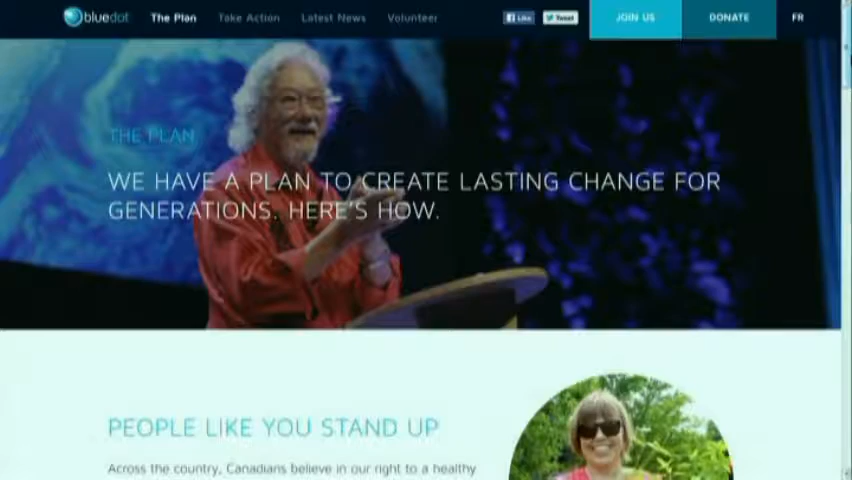 bluedot The Plan Take Action Latest News Volunteer Like Tweet JOIN US DONATE FR
THE PLAN
WE HAVE A PLAN TO CREATE LASTING CHANGE FOR
GENERATIONS. HERE'S HOW.
PEOPLE LIKE YOU STAND UP
Across the country, Canadians believe in our right to a healthy